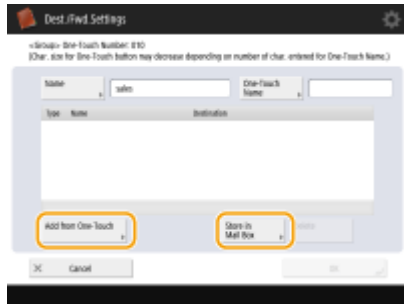 Dest./Fwd. Settings
<Group> One-Touch Number: 010
(Char. size for One-Touch button may decrease depending on number of char. entered for One-Touch Name.)
Name
sales
One-Touch
Name
Type Name Destination
Add from One-Touch
Store in
Mail Box
Delete
× Cancel
OK